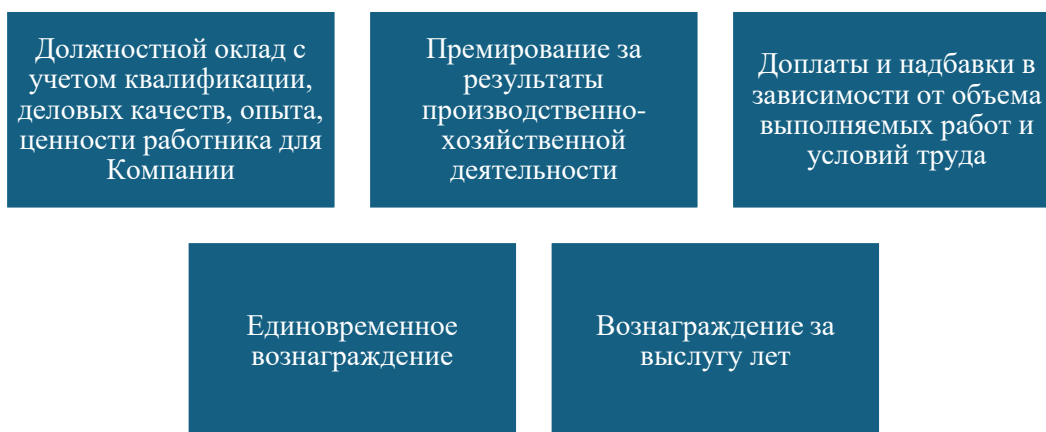 Должностной оклад с
учетом квалификации,
деловых качеств, опыта,
ценности работника для
Компании
Премирование за
результаты
производственно-
хозяйственной
деятельности
Доплаты и надбавки в
зависимости от объема
выполняемых работ и
условий труда
Единовременное
вознаграждение
Вознаграждение за
выслугу лет